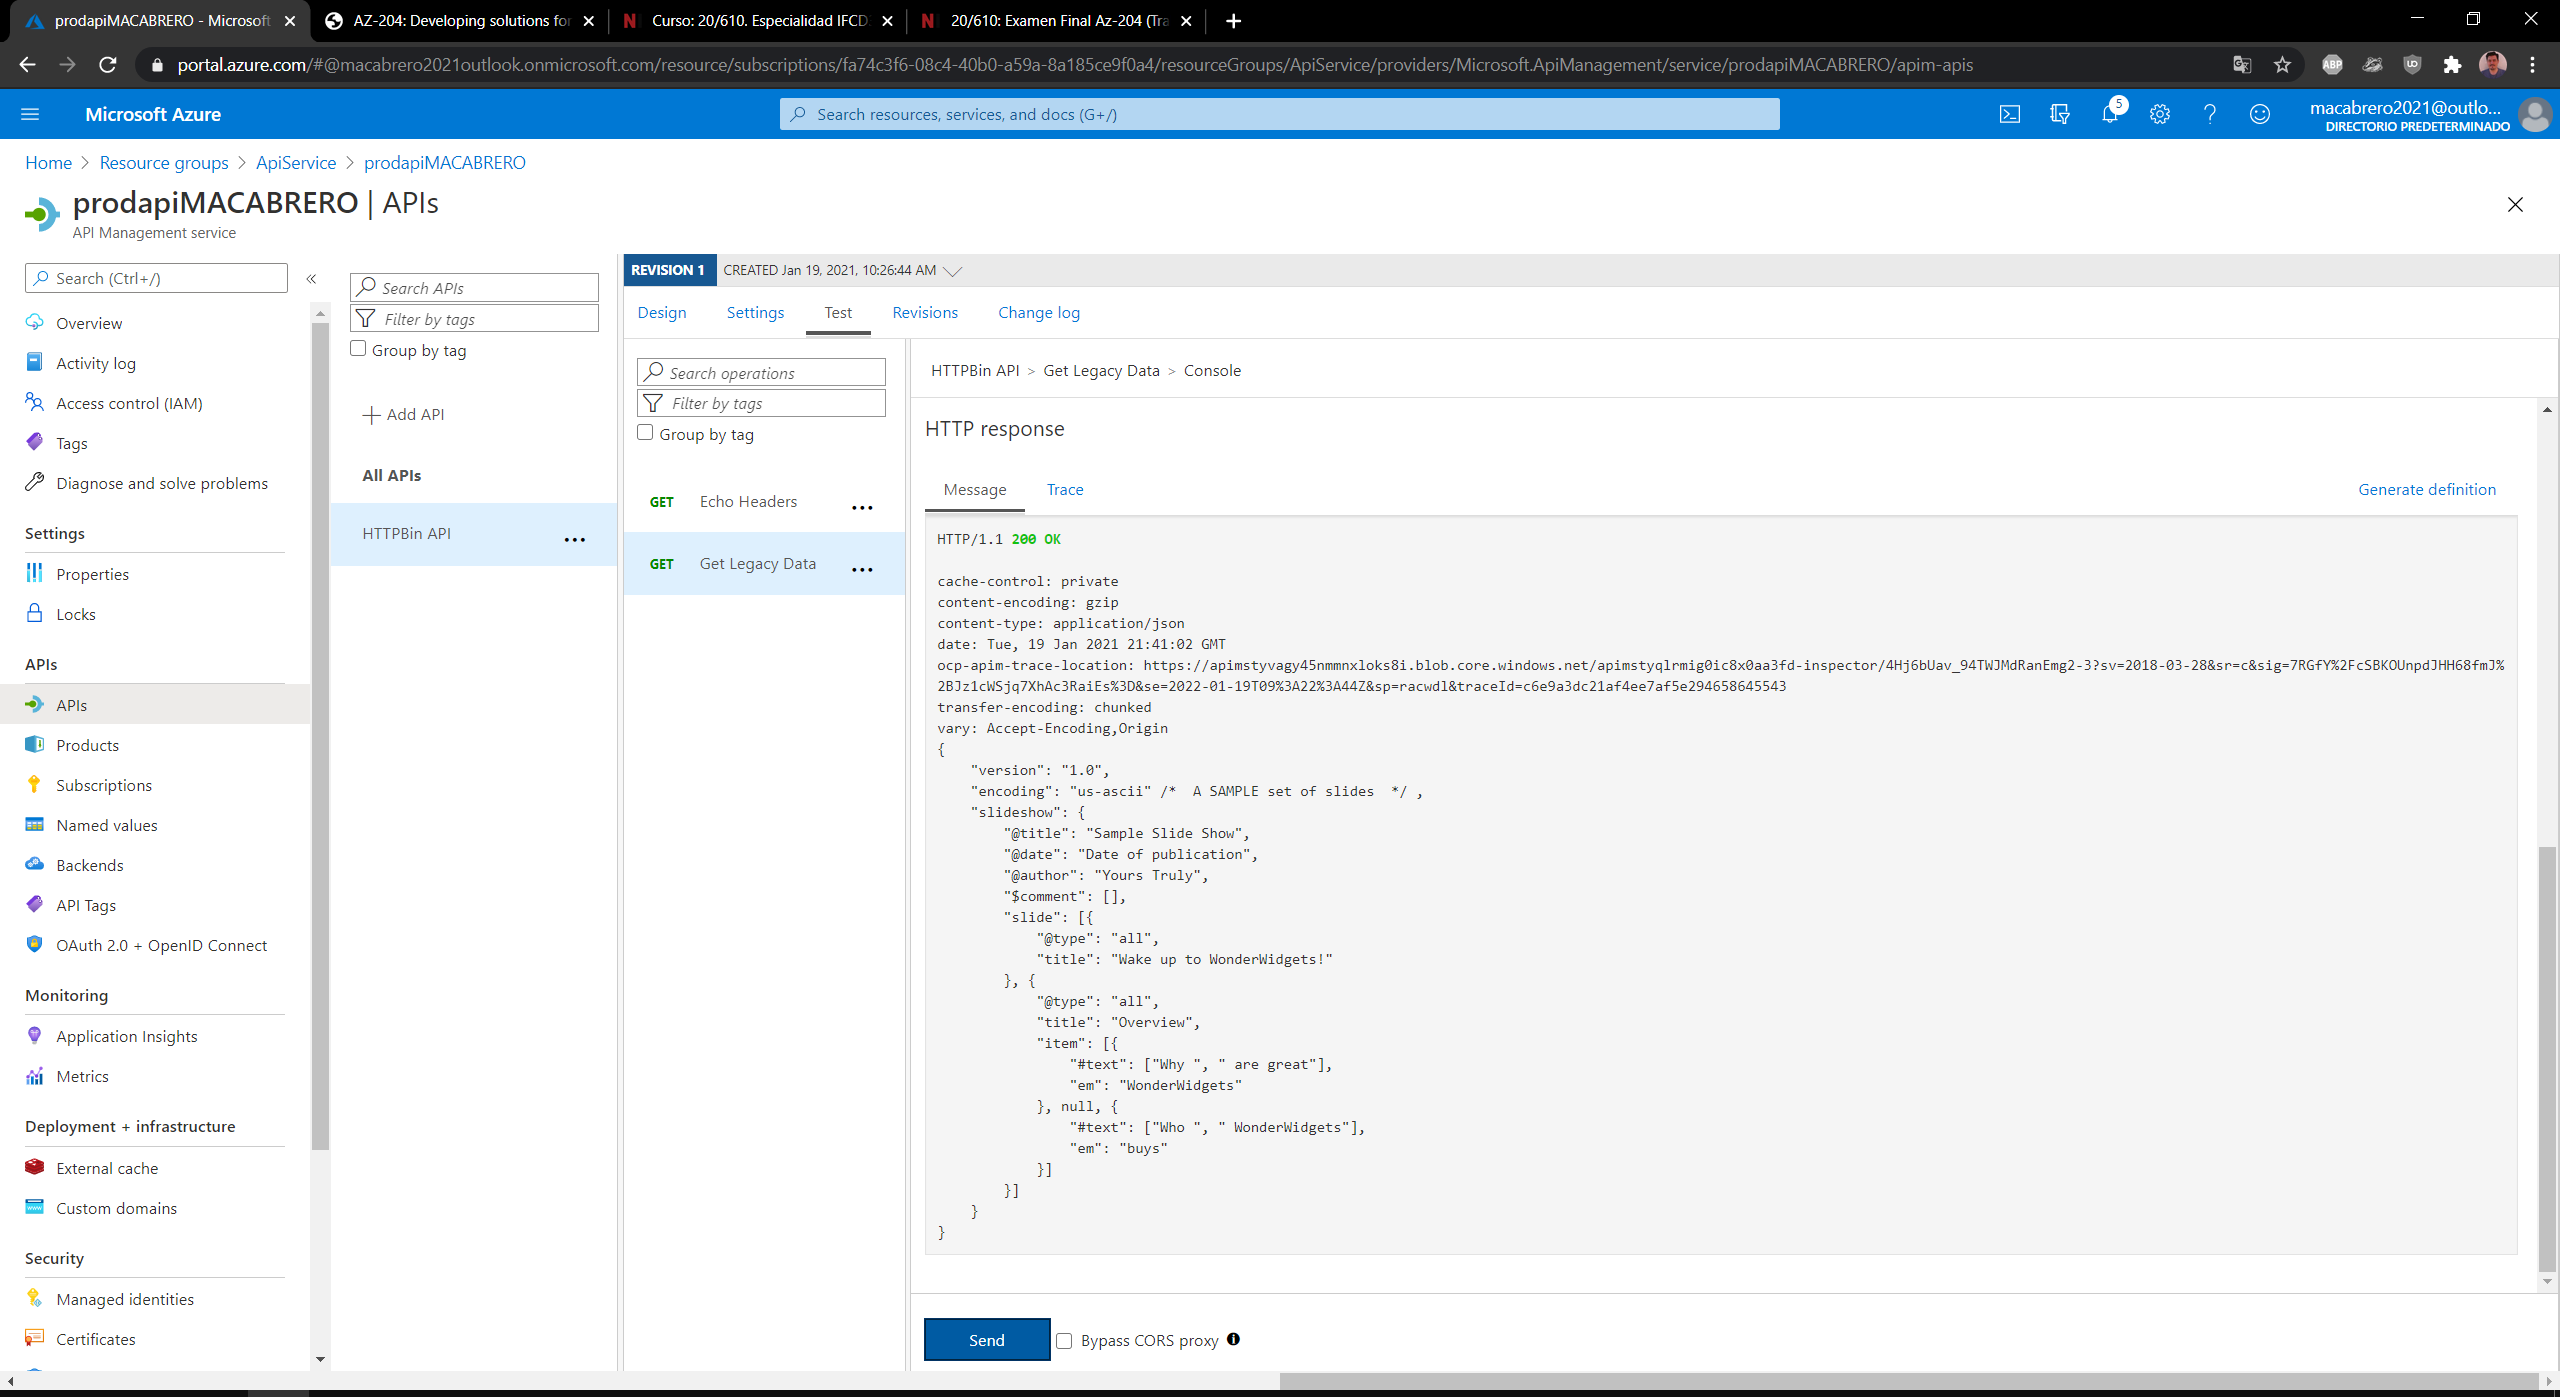 prodapiMACABRERO - Microsoft
AZ-204: Developing solutions for
Curso: 20/610. Especialidad IFCD
20/610: Examen Final Az-204 (Tra
portal.azure.com/#@macabrero2021outlook.onmicrosoft.com/resource/subscriptions/fa74c3f6-08c4-40b0-a59a-8a185ce9f0a4/resourceGroups/ApiService/providers/Microsoft.ApiManagement/service/prodapiMACABRERO/apim-apis
ABP
Microsoft Azure
Search resources, services, and docs (G+/)
5
macabrero2021@outlo...
DIRECTORIO PREDETERMINADO
Home > Resource groups > ApiService > prodapiMACABRERO
prodapiMACABRERO | APIs
API Management service
Search (Ctrl+/)
Overview
Activity log
Access control (IAM)
Tags
Diagnose and solve problems
Settings
Properties
Locks
APIs
APIs
Products
Subscriptions
Named values
Backends
API Tags
OAuth 2.0 + OpenID Connect
Monitoring
Application Insights
Metrics
Deployment + infrastructure
External cache
Custom domains
Security
Managed identities
Certificates
Search APIs
Filter by tags
Group by tag
Add API
All APIs
HTTPBin API ...
REVISION 1 CREATED Jan 19, 2021, 10:26:44 AM
Design Settings Test Revisions Change log
Search operations
Filter by tags
Group by tag
GET Echo Headers ...
GET Get Legacy Data ...
HTTPBin API > Get Legacy Data > Console
HTTP response
Message Trace Generate definition
HTTP/1.1 200 OK
cache-control: private
content-encoding: gzip
content-type: application/json
date: Tue, 19 Jan 2021 21:41:02 GMT
ocp-apim-trace-location: https://apimstyvagy45nmmnxloks8i.blob.core.windows.net/apimstyqlrmig0ic8x0aa3fd-inspector/4Hj6bUav_94TWJMdRanEmg2-3?sv=2018-03-28&sr=c&sig=7RGfY%2FcSBKOUnpdJHH68fmJ%
2BJz1cWSjq7XhAc3RaiEs%3D&se=2022-01-19T09%3A22%3A44Z&sp=racwdl&traceId=c6e9a3dc21af4ee7af5e294658645543
transfer-encoding: chunked
vary: Accept-Encoding,Origin
{
"version": "1.0",
"encoding": "us-ascii" /*  A SAMPLE set of slides  */ ,
"slideshow": {
"@title": "Sample Slide Show",
"@date": "Date of publication",
"@author": "Yours Truly",
"$comment": [],
"slide": [{
"@type": "all",
"title": "Wake up to WonderWidgets!"
}, {
"@type": "all",
"title": "Overview",
"item": [{
"#text": ["Why ", " are great"],
"em": "WonderWidgets"
}, null, {
"#text": ["Who ", " WonderWidgets"],
"em": "buys"
}]
}]
}
}
Send Bypass CORS proxy